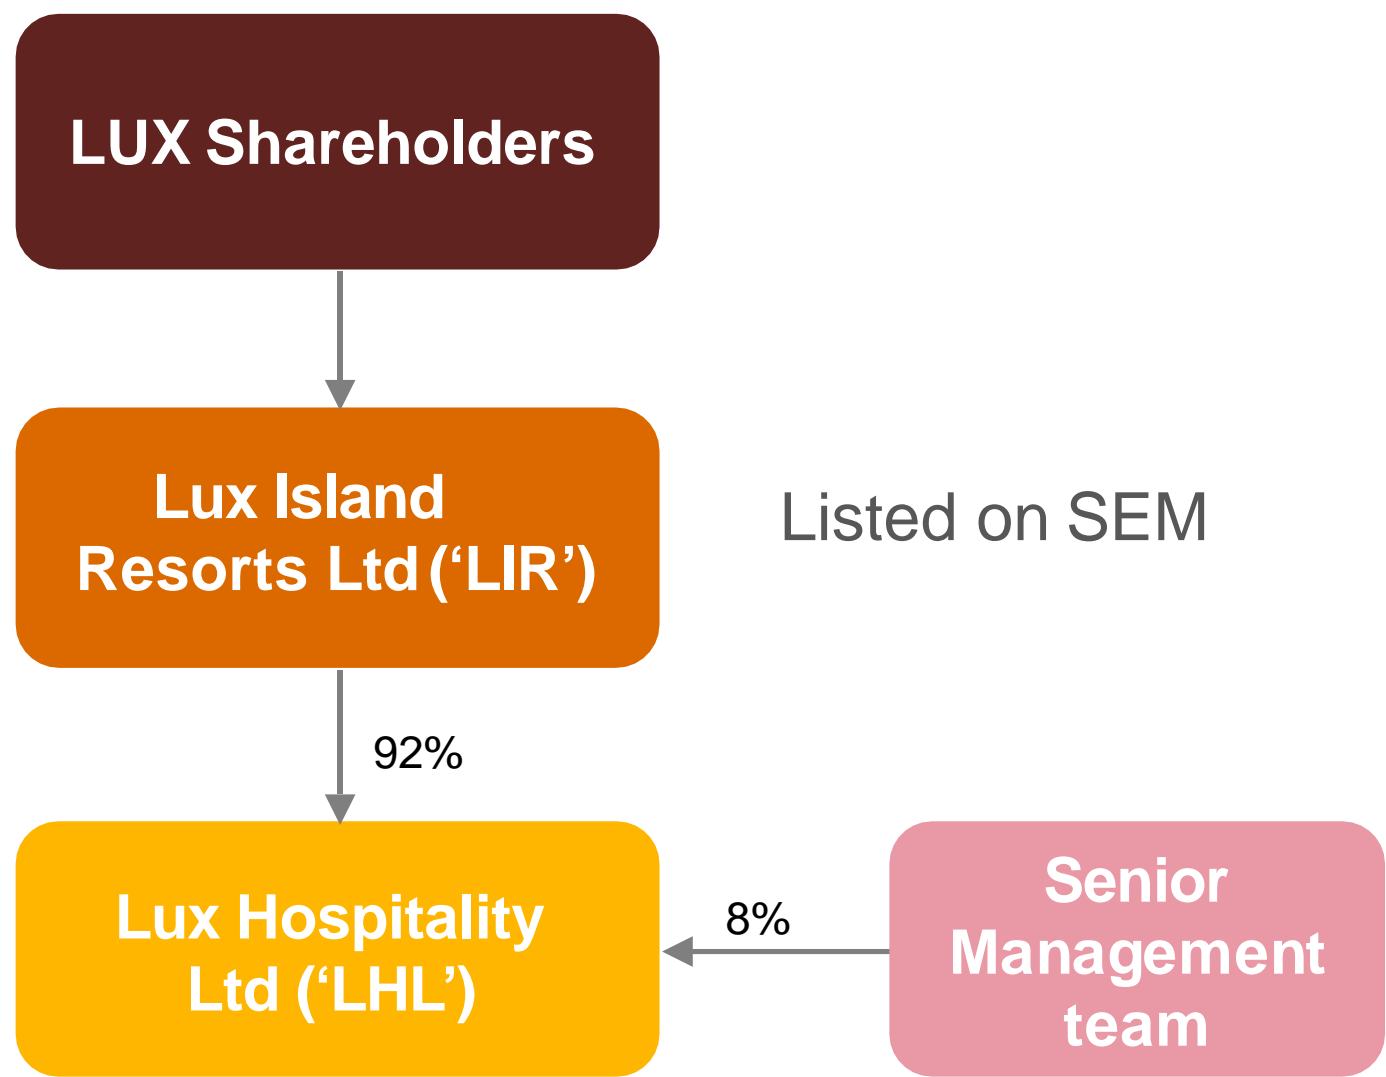 LUX Shareholders
Lux Island
Resorts Ltd (‘LIR’)
Listed on SEM
92%
Lux Hospitality
Ltd (‘LHL’)
8%
Senior
Management
team